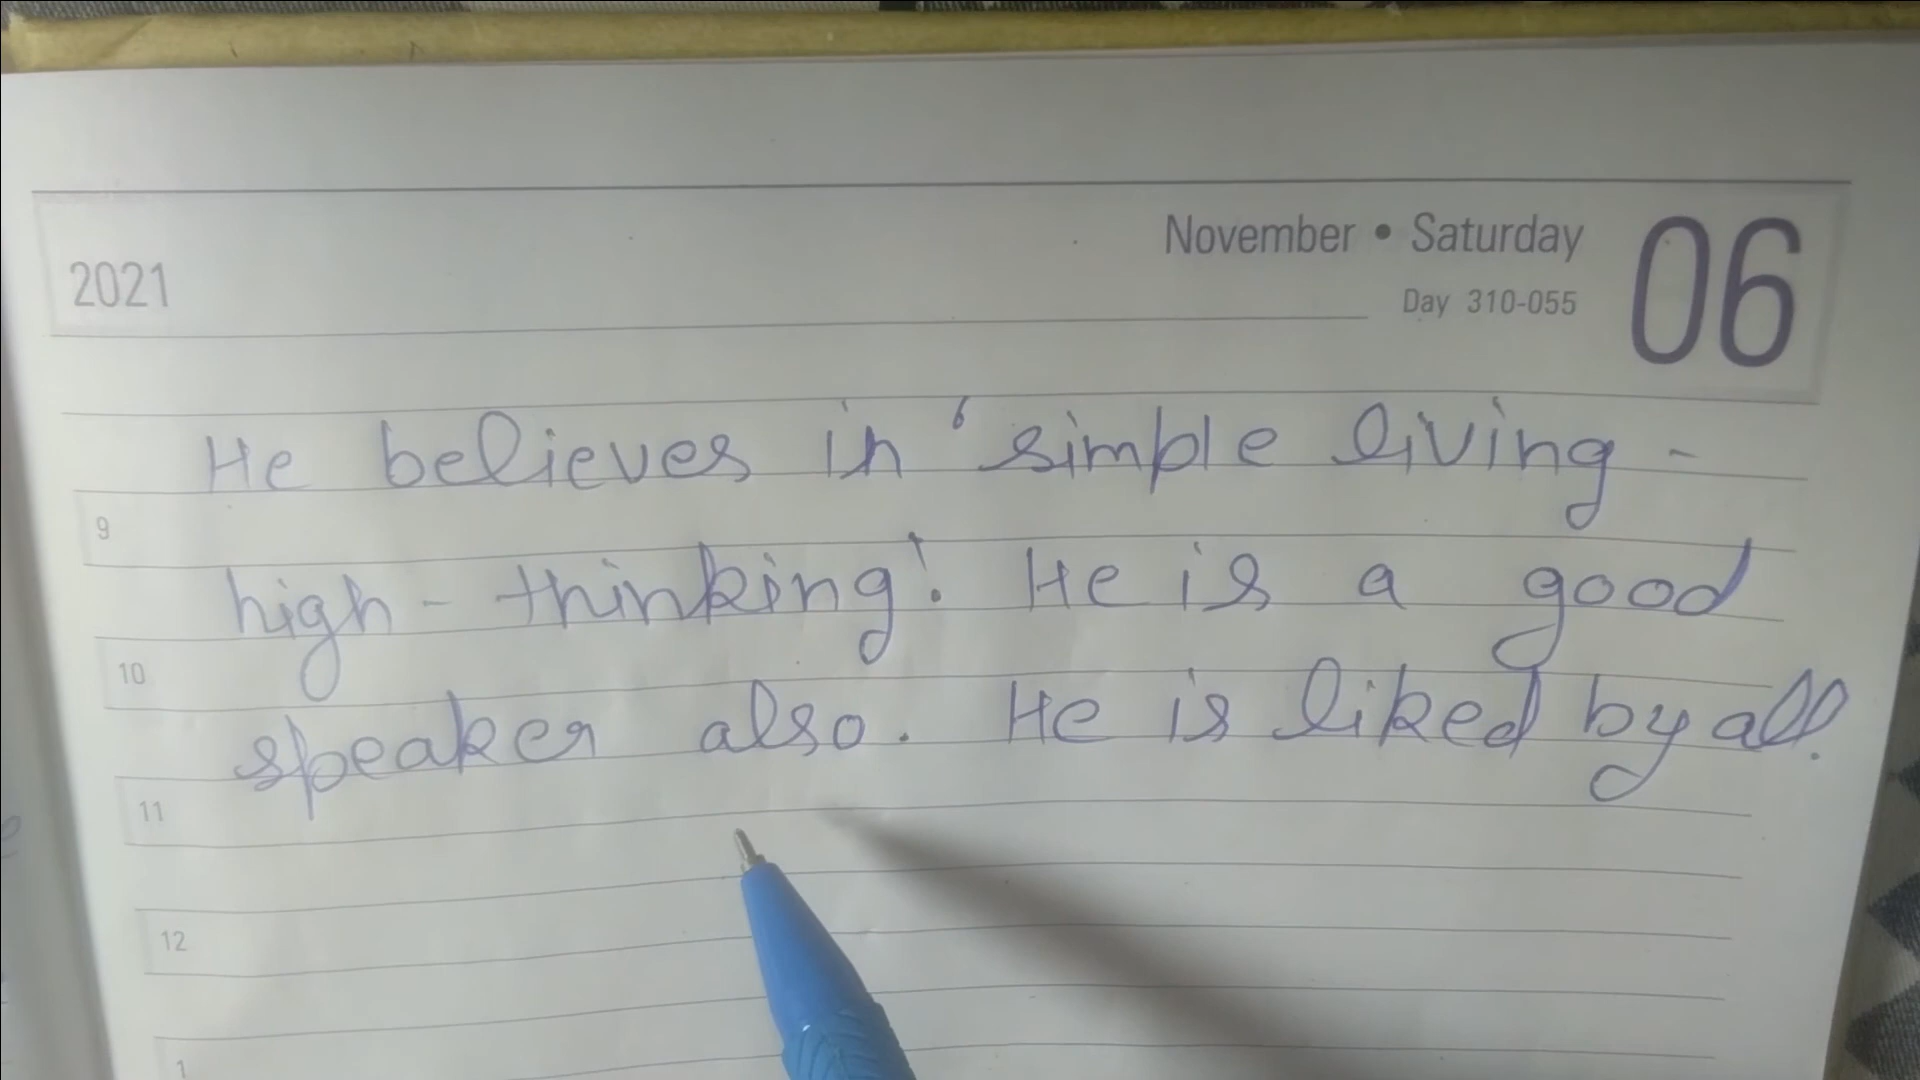 2021
November • Saturday 06
Day 310-055
He believes in 'simple living -
9
high - thinking'. He is a good
10
speaker also. He is liked by all.
11
12
1